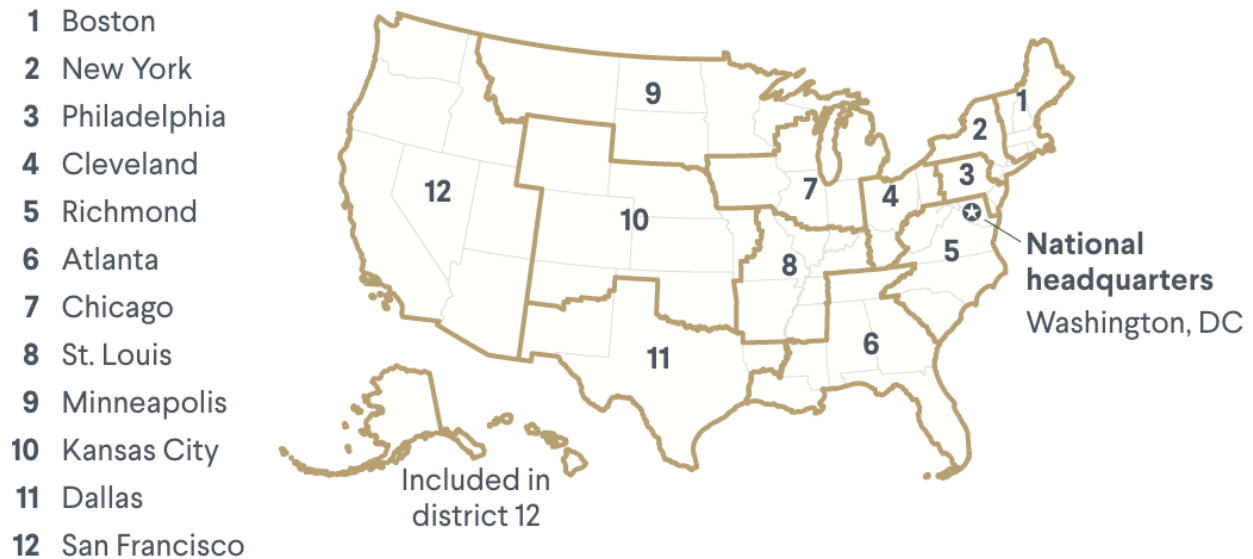 1 Boston
2 New York
3 Philadelphia
4 Cleveland
5 Richmond
6 Atlanta
7 Chicago
8 St. Louis
9 Minneapolis
10 Kansas City
11 Dallas
12 San Francisco
9
1
2
3
12
7
4
10
5
8
6
11
National
headquarters
Washington, DC
Included in
district 12